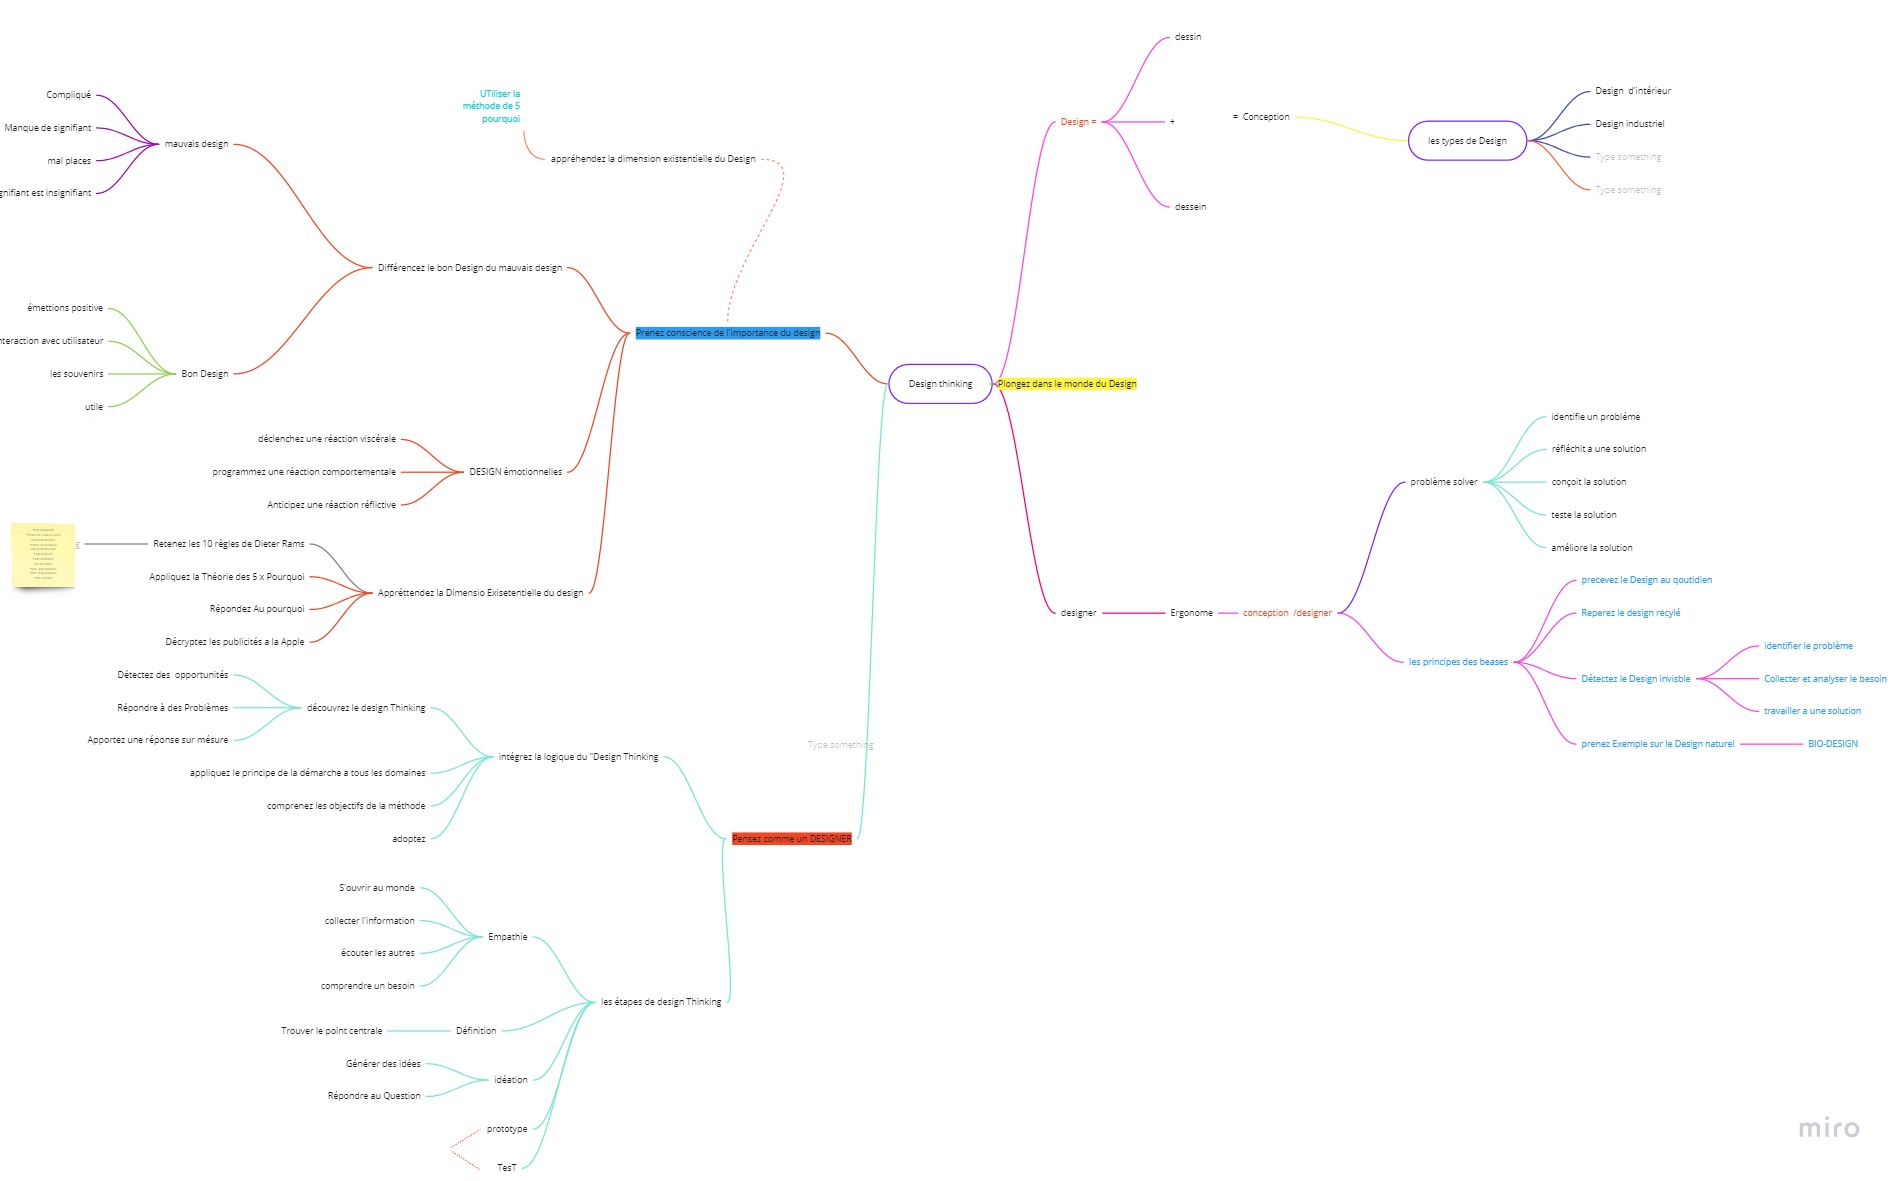 dessin
Design =
+
= Conception
dessein
les types de Design
Design  d'intérieur
Design industriel
Type something
Type something
Compliqué
Manque de signifiant
mal places
est insignifiant
mauvais design
UTiliser la
méthode de 5
pourquoi
appréhendez la dimension existentielle du Design
Différencez le bon Design du mauvais design
émettions positive
avec utilisateur
les souvenirs
utile
Bon Design
Prenez conscience de l'importance du design
Design thinking
Plongez dans le monde du Design
déclenchez une réaction viscérale
programmez une réaction comportementale
Anticipez une réaction réflictive
DESIGN émotionnelles
Retenez les 10 règles de Dieter Rams
Appliquez la Théorie des 5 x Pourquoi
Répondez Au pourquoi
Décryptez les publicités a la Apple
Appréttendez la Dimensio Exisetentielle du design
identifie un probléme
réfléchit a une solution
problème solver
conçoit la solution
teste la solution
améliore la solution
designer
Ergonome
conception  /designer
les principes des beases
precevez le Design au qoutidien
Reperez le design recylé
Détectez le Design invisble
identifier le problème
Collecter et analyser le besoin
travailler a une solution
prenez Exemple sur le Design naturel
BIO-DESIGN
Détectez des  opportunités
Répondre à des Problèmes
Apportez une réponse sur mésure
découvrez le design Thinking
Type something
intégrez la logique du "Design Thinking
appliquez le principe de la démarche a tous les domaines
comprenez les objectifs de la méthode
adoptez
Pensez comme un DESIGNER
S'ouvrir au monde
collecter l'information
Empathie
écouter les autres
comprendre un besoin
les étapes de design Thinking
Trouver le point centrale
Définition
Générer des idées
idéation
Répondre au Question
prototype
TesT
miro